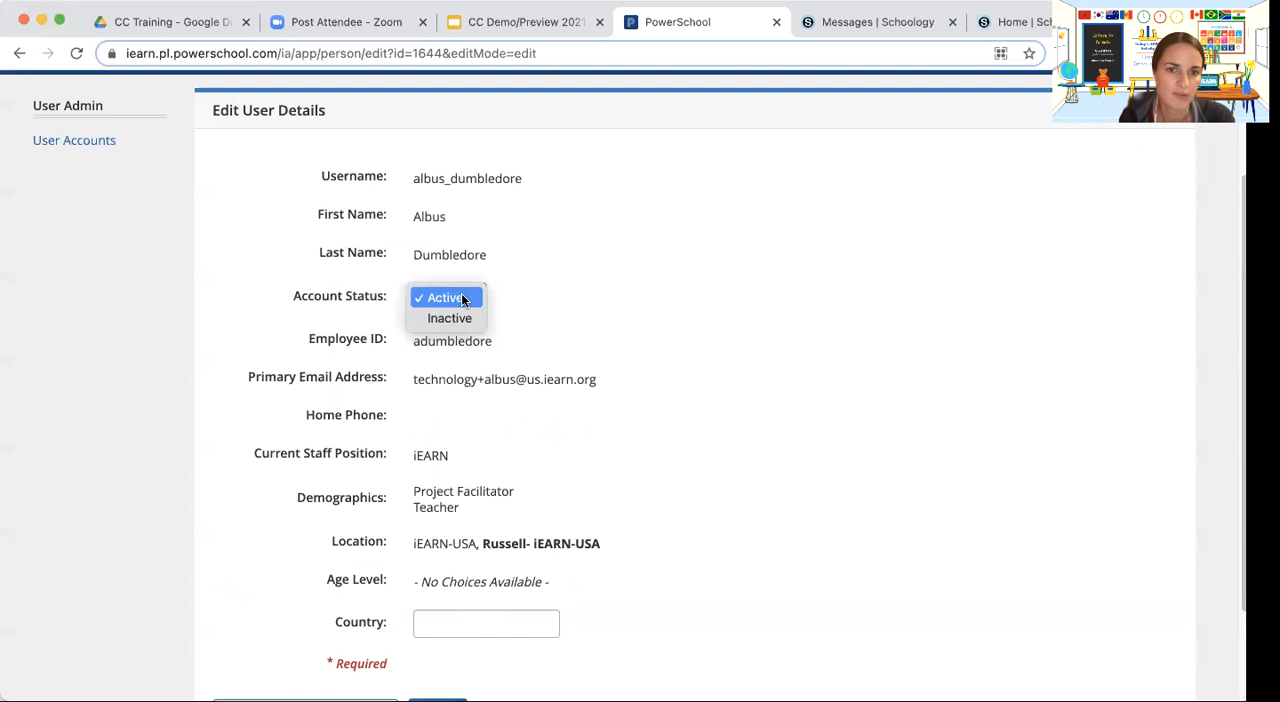 CC Training - Google D
Post Attendee - Zoom
CC Demo/Preview 2021
PowerSchool
Messages | Schoology
Home | Sch
iearn.pl.powerschool.com/ia/app/person/edit?id=1644&editMode=edit
User Admin
User Accounts
Edit User Details
Username: albus_dumbledore
First Name: Albus
Last Name: Dumbledore
Account Status: ✓ Active
Inactive
Employee ID: adumbledore
Primary Email Address: technology+albus@us.iearn.org
Home Phone:
Current Staff Position: iEARN
Demographics: Project Facilitator
Teacher
Location: iEARN-USA, Russell- iEARN-USA
Age Level: - No Choices Available -
Country:
* Required